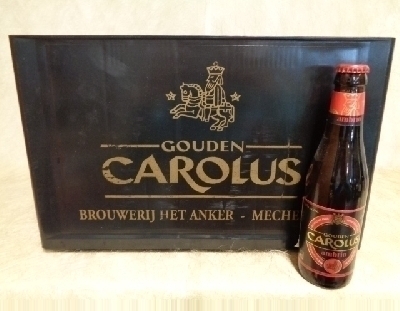 GOUDEN
CAROLUS
BROUWERIJ HET ANKER - MECHE
GOUDEN
CAROLUS